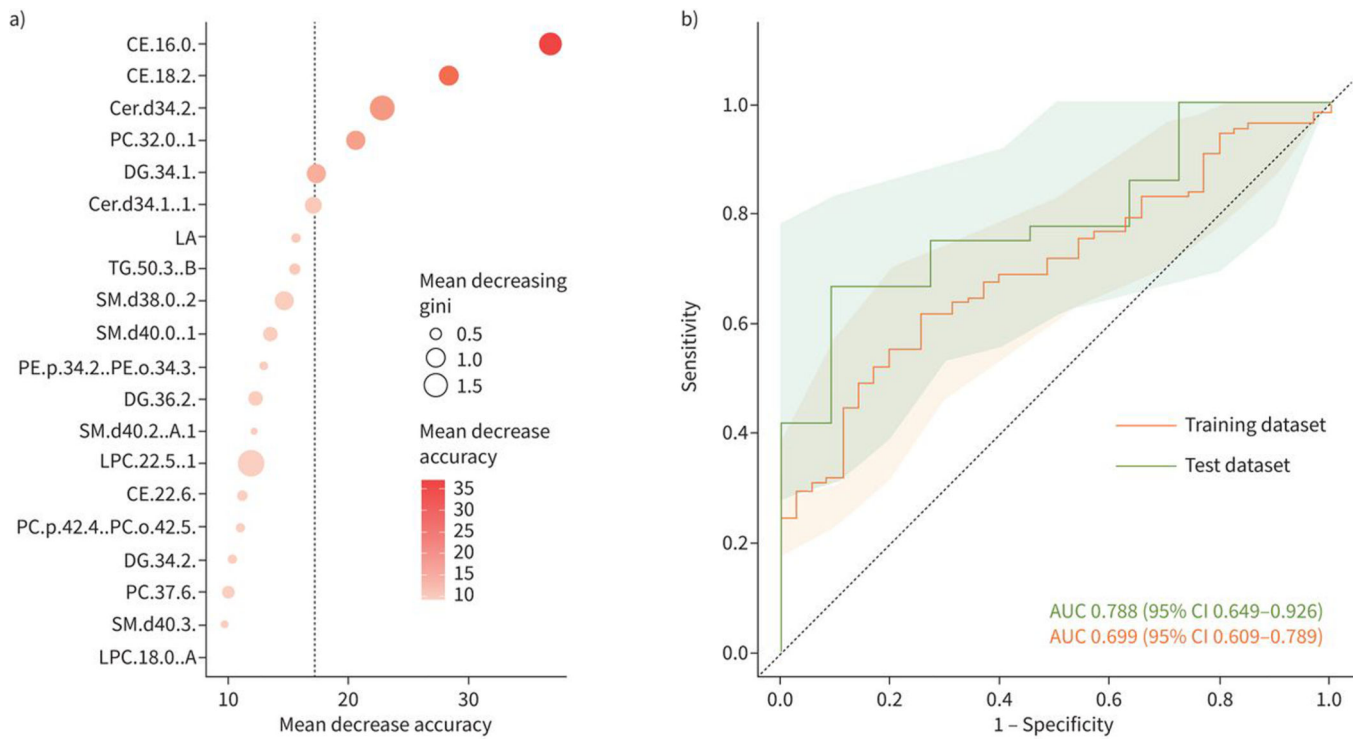 a)
CE.16.0.
CE.18.2.
Cer.d34.2.
PC.32.0..1
DG.34.1.
Cer.d34.1..1.
LA
TG.50.3..B
SM.d38.0..2
SM.d40.0..1
PE.p.34.2..PE.o.34.3.
DG.36.2.
SM.d40.2..A.1
LPC.22.5..1
CE.22.6.
PC.p.42.4..PC.o.42.5.
DG.34.2.
PC.37.6.
SM.d40.3.
LPC.18.0..A
10
20
30
Mean decrease accuracy
Mean decreasing
gini
0.5
1.0
1.5
Mean decrease
accuracy
35
30
25
20
15
10
b)
Sensitivity
1.0
0.8
0.6
0.4
0.2
0.0
Training dataset
Test dataset
AUC 0.788 (95% CI 0.649–0.926)
AUC 0.699 (95% CI 0.609–0.789)
0.0
0.2
0.4
0.6
0.8
1.0
1 – Specificity